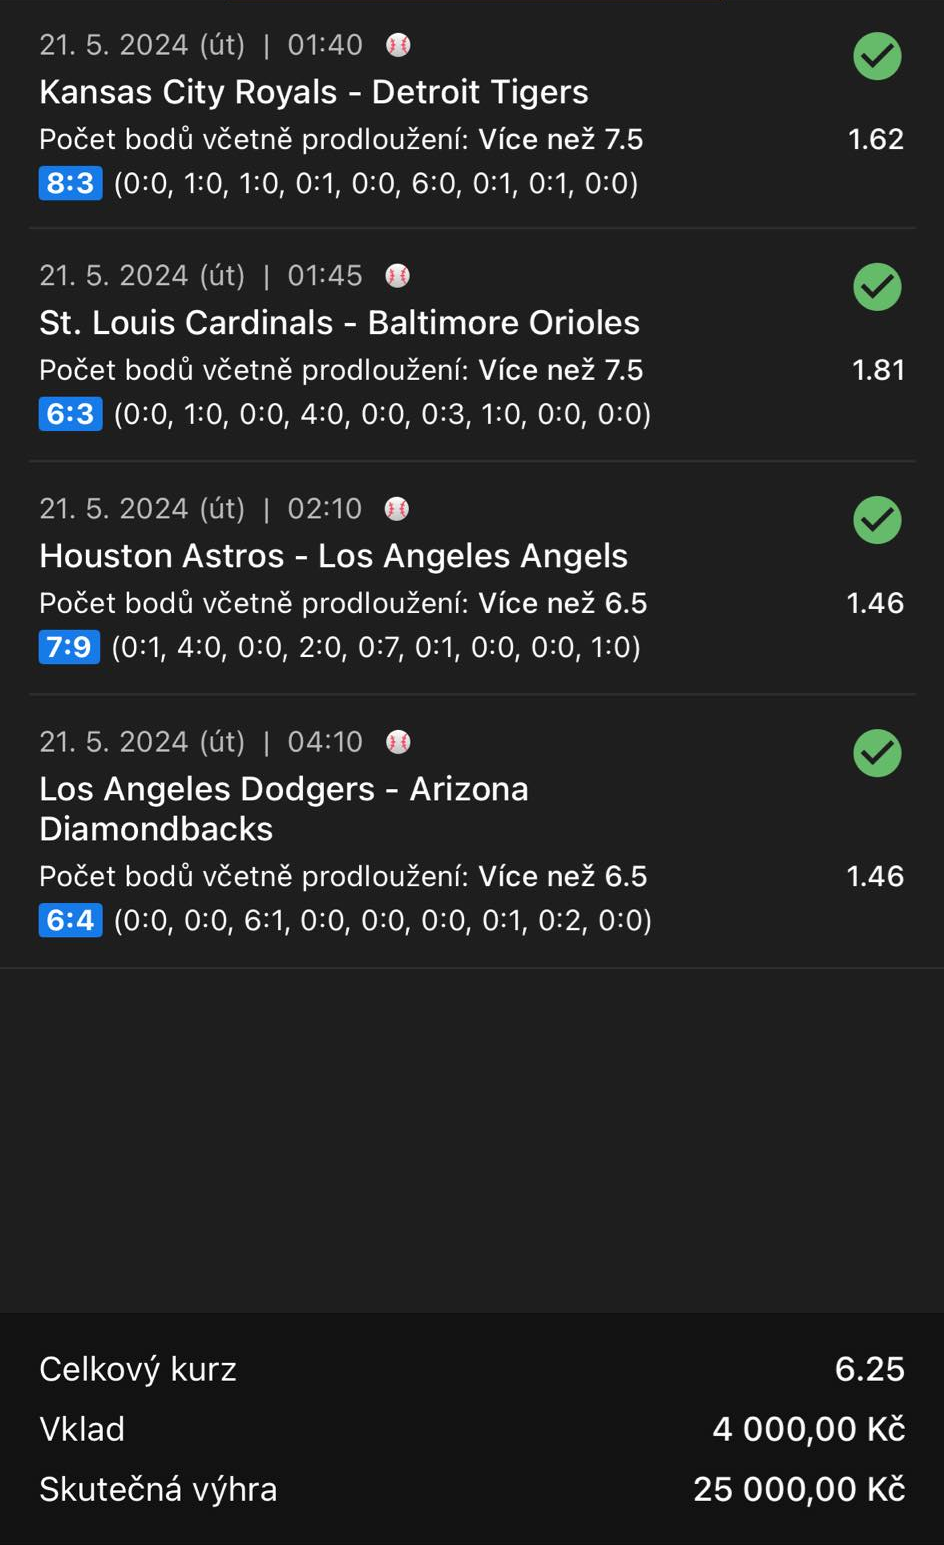 21. 5. 2024 (út) | 01:40
Kansas City Royals - Detroit Tigers
Počet bodů včetně prodloužení: Více než 7.5 1.62
8:3 (0:0, 1:0, 1:0, 0:1, 0:0, 6:0, 0:1, 0:1, 0:0)
21. 5. 2024 (út) | 01:45
St. Louis Cardinals - Baltimore Orioles
Počet bodů včetně prodloužení: Více než 7.5 1.81
6:3 (0:0, 1:0, 0:0, 4:0, 0:0, 0:3, 1:0, 0:0, 0:0)
21. 5. 2024 (út) | 02:10
Houston Astros - Los Angeles Angels
Počet bodů včetně prodloužení: Více než 6.5 1.46
7:9 (0:1, 4:0, 0:0, 2:0, 0:7, 0:1, 0:0, 0:0, 1:0)
21. 5. 2024 (út) | 04:10
Los Angeles Dodgers - Arizona
Diamondbacks
Počet bodů včetně prodloužení: Více než 6.5 1.46
6:4 (0:0, 0:0, 6:1, 0:0, 0:0, 0:0, 0:1, 0:2, 0:0)
Celkový kurz 6.25
Vklad 4 000,00 Kč
Skutečná výhra 25 000,00 Kč